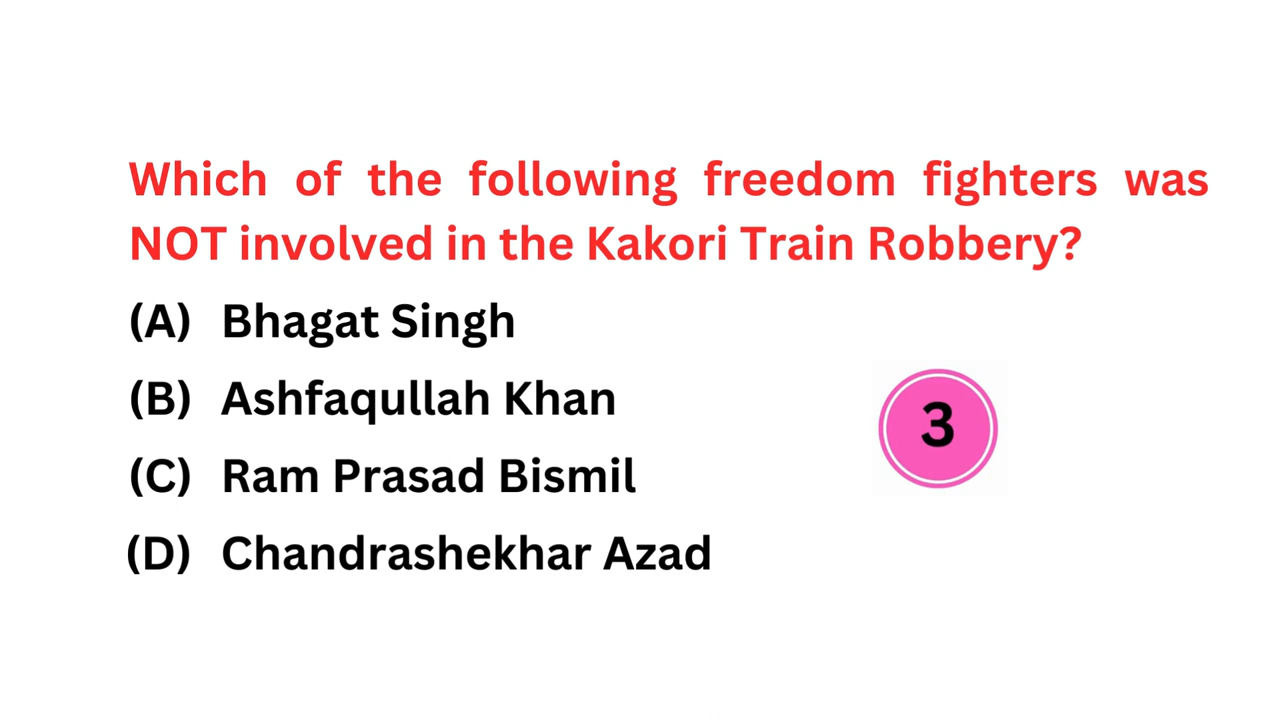 Which of the following freedom fighters was
NOT involved in the Kakori Train Robbery?
(A) Bhagat Singh
(B) Ashfaqullah Khan
3
(C) Ram Prasad Bismil
(D) Chandrashekhar Azad